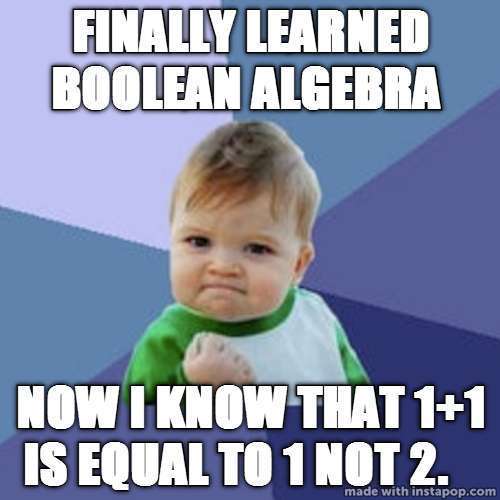 FINALLY LEARNED
BOOLEAN ALGEBRA
NOW I KNOW THAT 1+1
IS EQUAL TO 1 NOT 2.
made with instapop.com